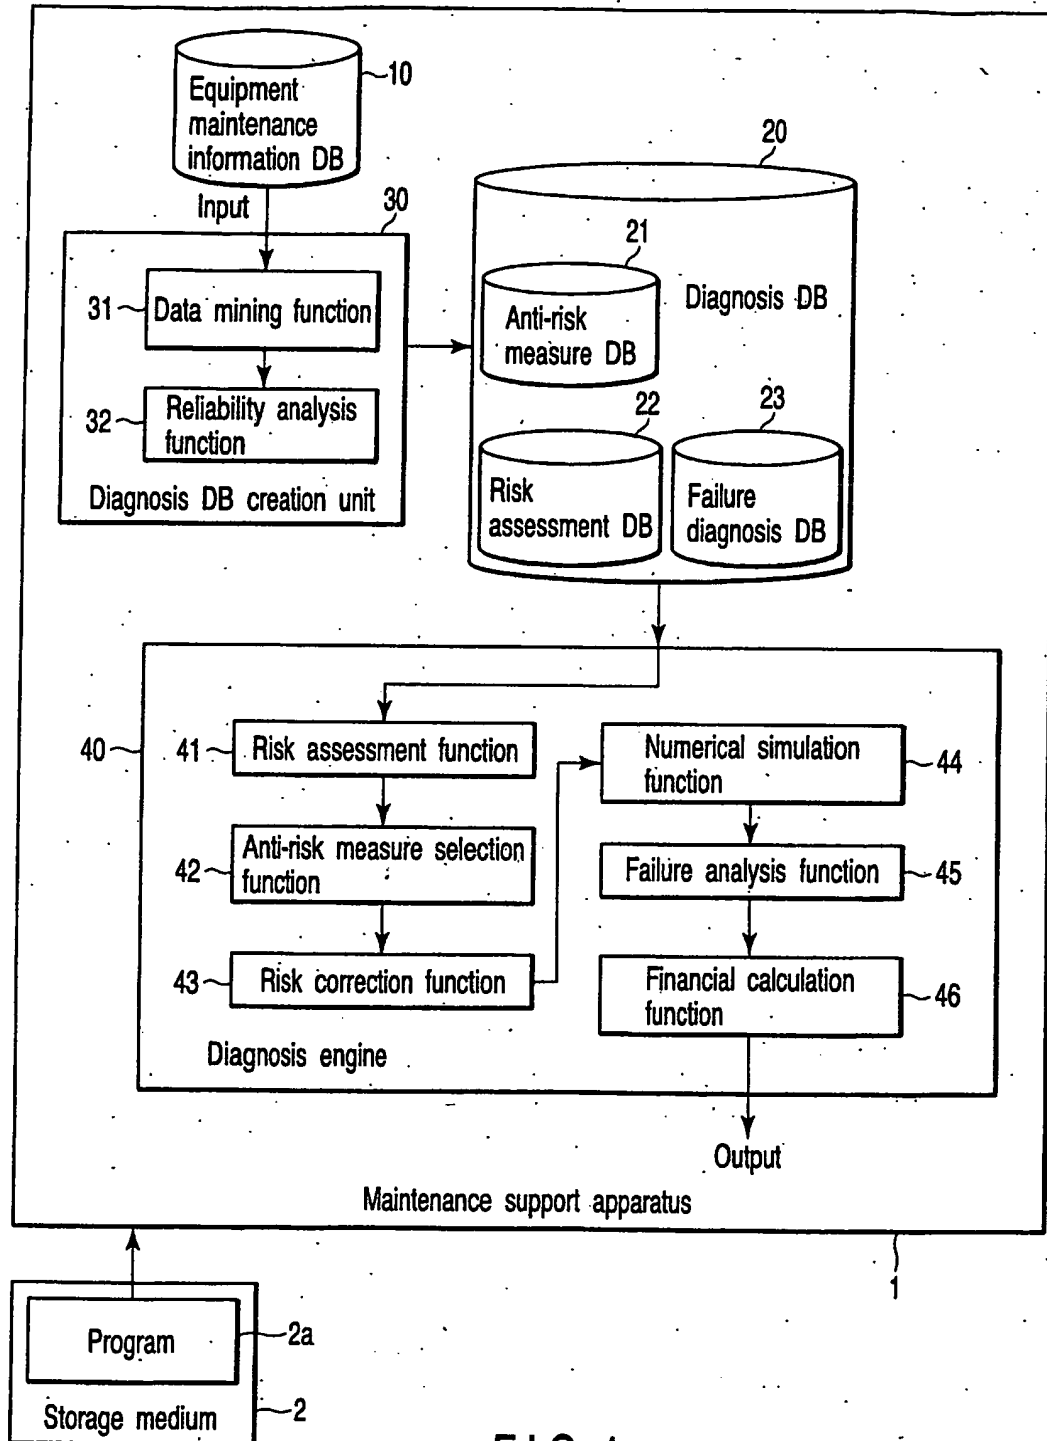 10
Equipment
maintenance
information DB
20
Input
30
21
31
Data mining function
Diagnosis DB
Anti-risk
measure DB
32
Reliability analysis
function
22
23
Diagnosis DB creation unit
Risk
assessment DB
Failure
diagnosis DB
40
41
Risk assessment function
Numerical simulation
function
44
42
Anti-risk measure selection
function
Failure analysis function
45
43
Risk correction function
Financial calculation
function
46
Diagnosis engine
Output
Maintenance support apparatus
1
Program
2a
Storage medium
2